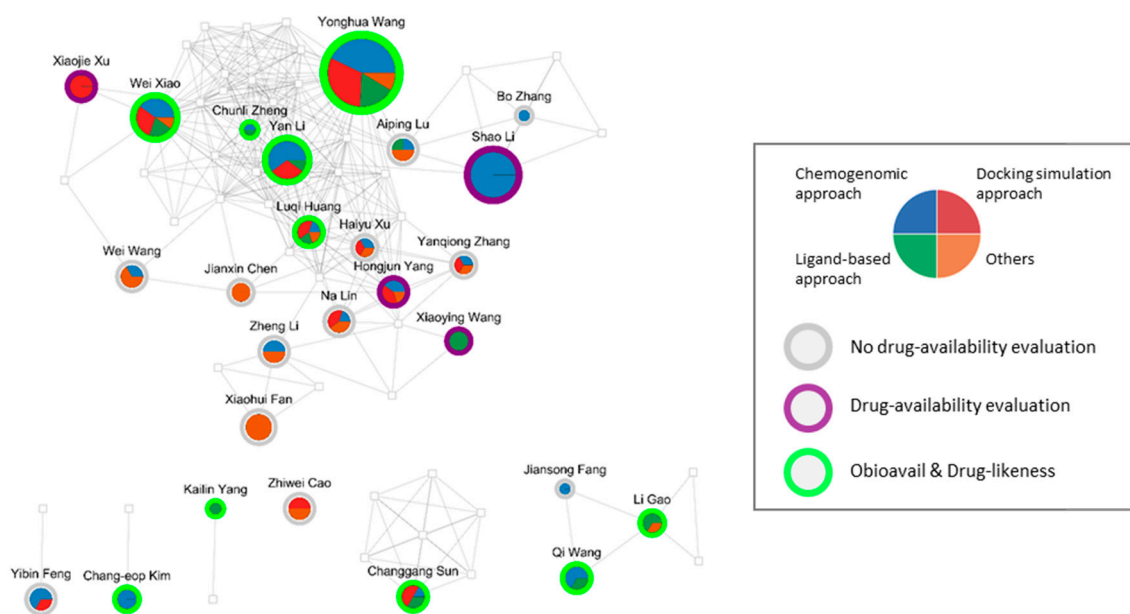 Yonghua Wang
Xiaojie Xu
Wei Xiao
Bo Zhang
Chunli Zheng
Aiping Lu
Yan Li
Shao Li
Luqi Huang
Haiyu Xu
Yanqiong Zhang
Wei Wang
Jianxin Chen
Hongjun Yang
Na Lin
Xiaoying Wang
Zheng Li
Xiaohui Fan
Kailin Yang
Zhiwei Cao
Jiansong Fang
Li Gao
Qi Wang
Yibin Feng
Chang-eop Kim
Changgang Sun
Chemogenomic
approach
Docking simulation
approach
Ligand-based
approach
Others
No drug-availability evaluation
Drug-availability evaluation
Obioavail & Drug-likeness